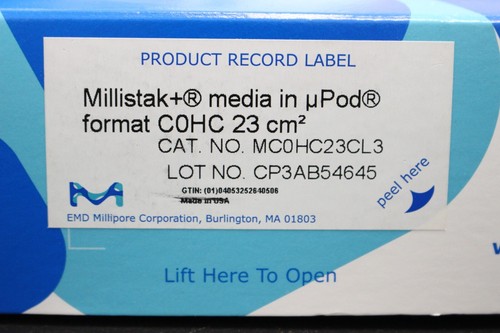 PRODUCT RECORD LABEL
Millistak+® media in µPod®
format C0HC 23 cm²
CAT. NO. MC0HC23CL3
LOT NO. CP3AB54645
GTIN: (01)04053252640506
Made in USA
EMD Millipore Corporation, Burlington, MA 01803
peel here
Lift Here To Open